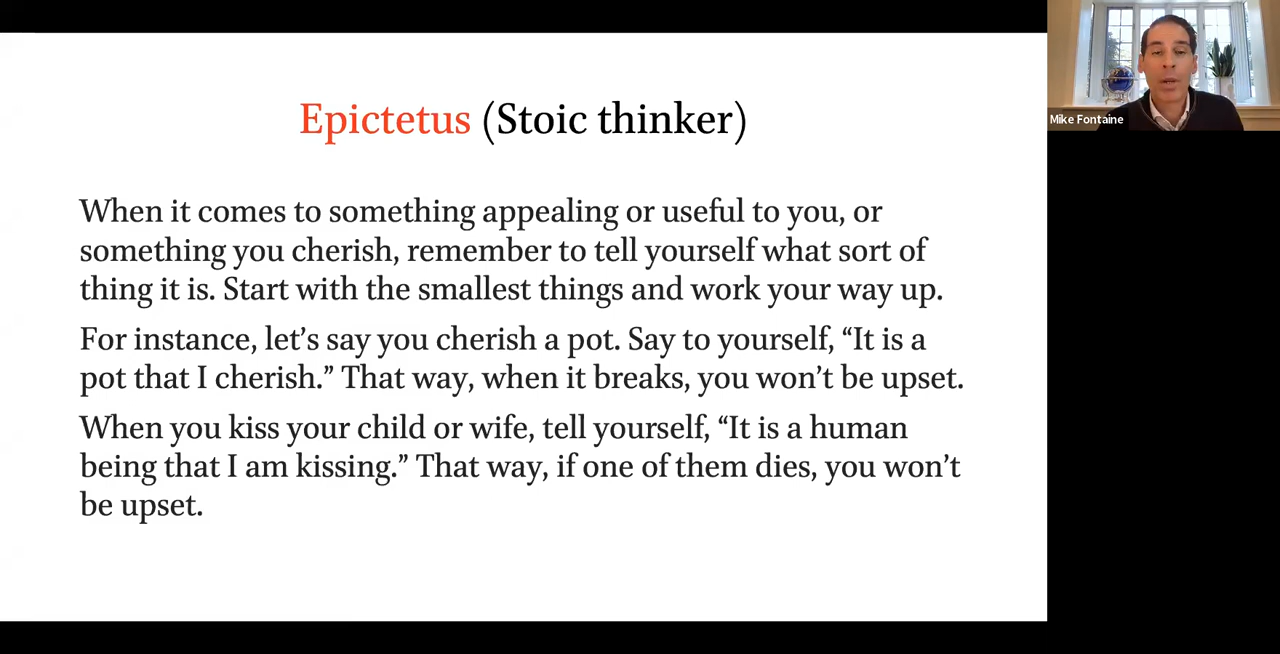 Epictetus (Stoic thinker)
When it comes to something appealing or useful to you, or
something you cherish, remember to tell yourself what sort of
thing it is. Start with the smallest things and work your way up.
For instance, let’s say you cherish a pot. Say to yourself, “It is a
pot that I cherish.” That way, when it breaks, you won’t be upset.
When you kiss your child or wife, tell yourself, “It is a human
being that I am kissing.” That way, if one of them dies, you won’t
be upset.
Mike Fontaine